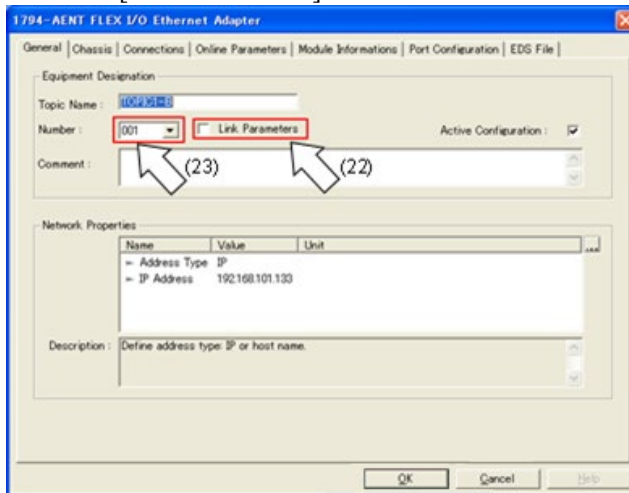 1794-AENT FLEX I/O Ethernet Adapter
General Chassis Connections Online Parameters Module Informations Port Configuration EDS File
Equipment Designation
Topic Name :
Number : 001 Link Parameters Active Configuration :
Comment : (23) (22)
Network Properties
Name Value Unit ...
Address Type IP
IP Address 192.168.101.133
Description : Define address type: IP or host name.
OK Cancel Help